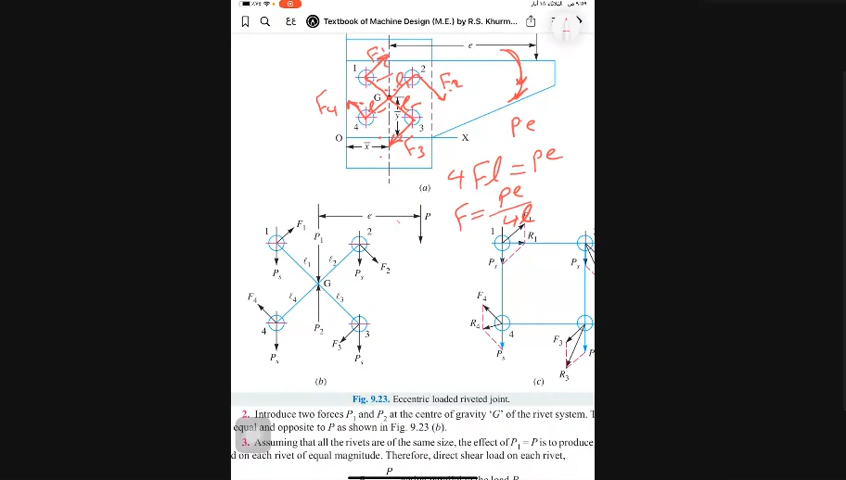 Textbook of Machine Design (M.E.) by R.S. Khurm...
e
1
F1
2
F2
G
l
F4
4
3
y
O
x
X
F3
Pe
(a)
4Fl = Pe
F = Pe / 4l
e
P
1
F1
P1
2
1
R1
ℓ1
ℓ2
Ps
Ps
F2
Ps
Ps
G
F4
ℓ4
ℓ3
F4
4
P2
F3
3
R4
4
F3
Ps
Ps
Ps
R3
(b)
(c)
Fig. 9.23. Eccentric loaded riveted joint.
2. Introduce two forces P1 and P2 at the centre of gravity ‘G’ of the rivet system.
equal and opposite to P as shown in Fig. 9.23 (b).
3. Assuming that all the rivets are of the same size, the effect of P1 = P is to produce
d on each rivet of equal magnitude. Therefore, direct shear load on each rivet,
P